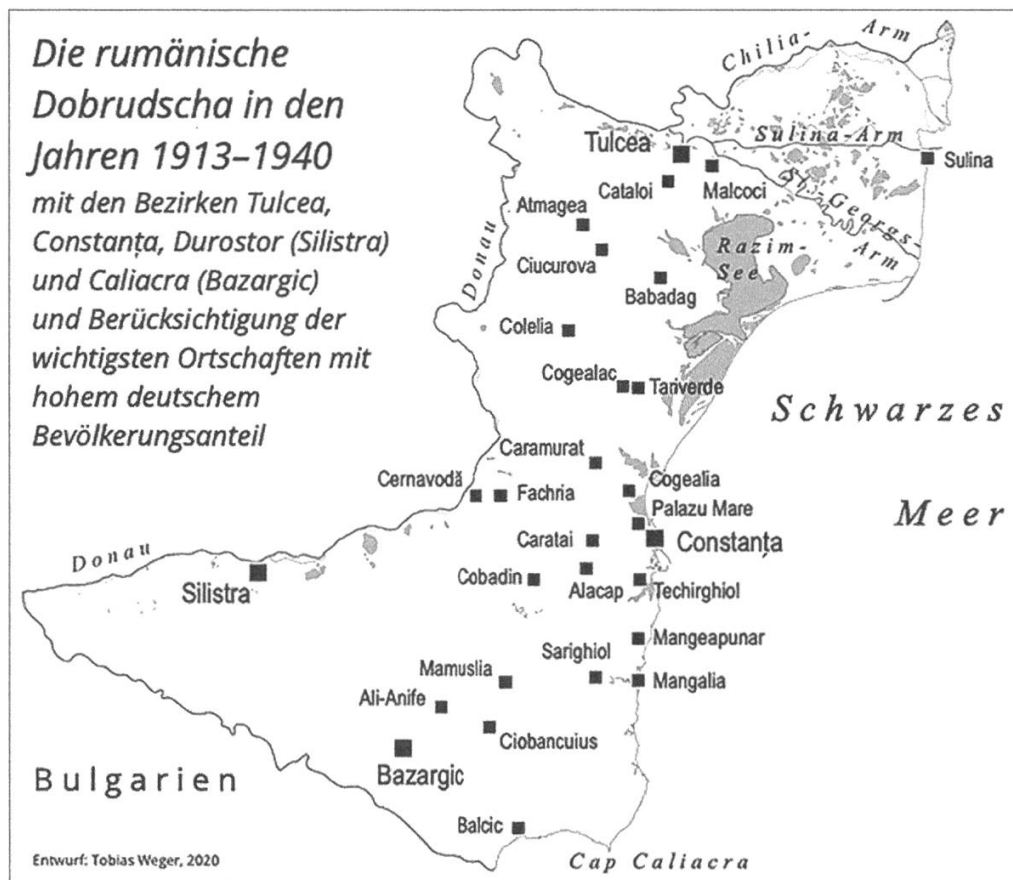 Die rumänische
Dobrudscha in den
Jahren 1913–1940
mit den Bezirken Tulcea,
Constanța, Durostor (Silistra)
und Caliacra (Bazargic)
und Berücksichtigung der
wichtigsten Ortschaften mit
hohem deutschem
Bevölkerungsanteil
Chilia-Arm
Sulina-Arm
Tulcea
Sulina
Cataloi
Malcoci
St.-Georgs-Arm
Atmagea
Donau
Ciucurova
Razim-
See
Babadag
Colelia
Cogealac
Tariverde
Schwarzes
Meer
Caramurat
Cernavodă
Fachria
Cogealia
Palazu Mare
Caratai
Constanța
Donau
Silistra
Cobadin
Alacap
Techirghiol
Mangeapunar
Sarighiol
Mamuslia
Mangalia
Ali-Anife
Ciobancuius
Bazargic
Bulgarien
Balcic
Cap Caliacra
Entwurf: Tobias Weger, 2020